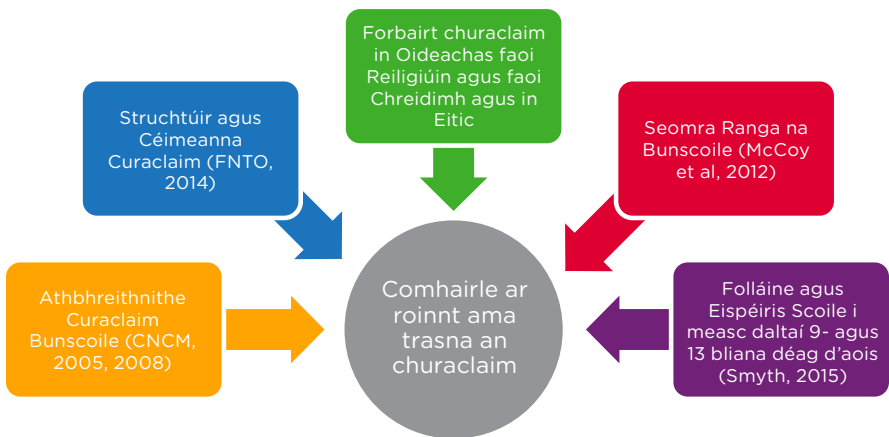 Forbairt churaclaim
in Oideachas faoi
Reiligiúin agus faoi
Chreidimh agus in
Eitic
Struchtúir agus
Céimeanna
Curaclaim (FNTO,
2014)
Seomra Ranga na
Bunscoile (McCoy
et al, 2012)
Athbhreithnithe
Curaclaim
Bunscoile (CNCM,
2005, 2008)
Comhairle ar
roinnt ama
trasna an
churaclaim
Folláine agus
Eispéiris Scoile i
measc daltaí 9- agus
13 bliana déag d’aois
(Smyth, 2015)